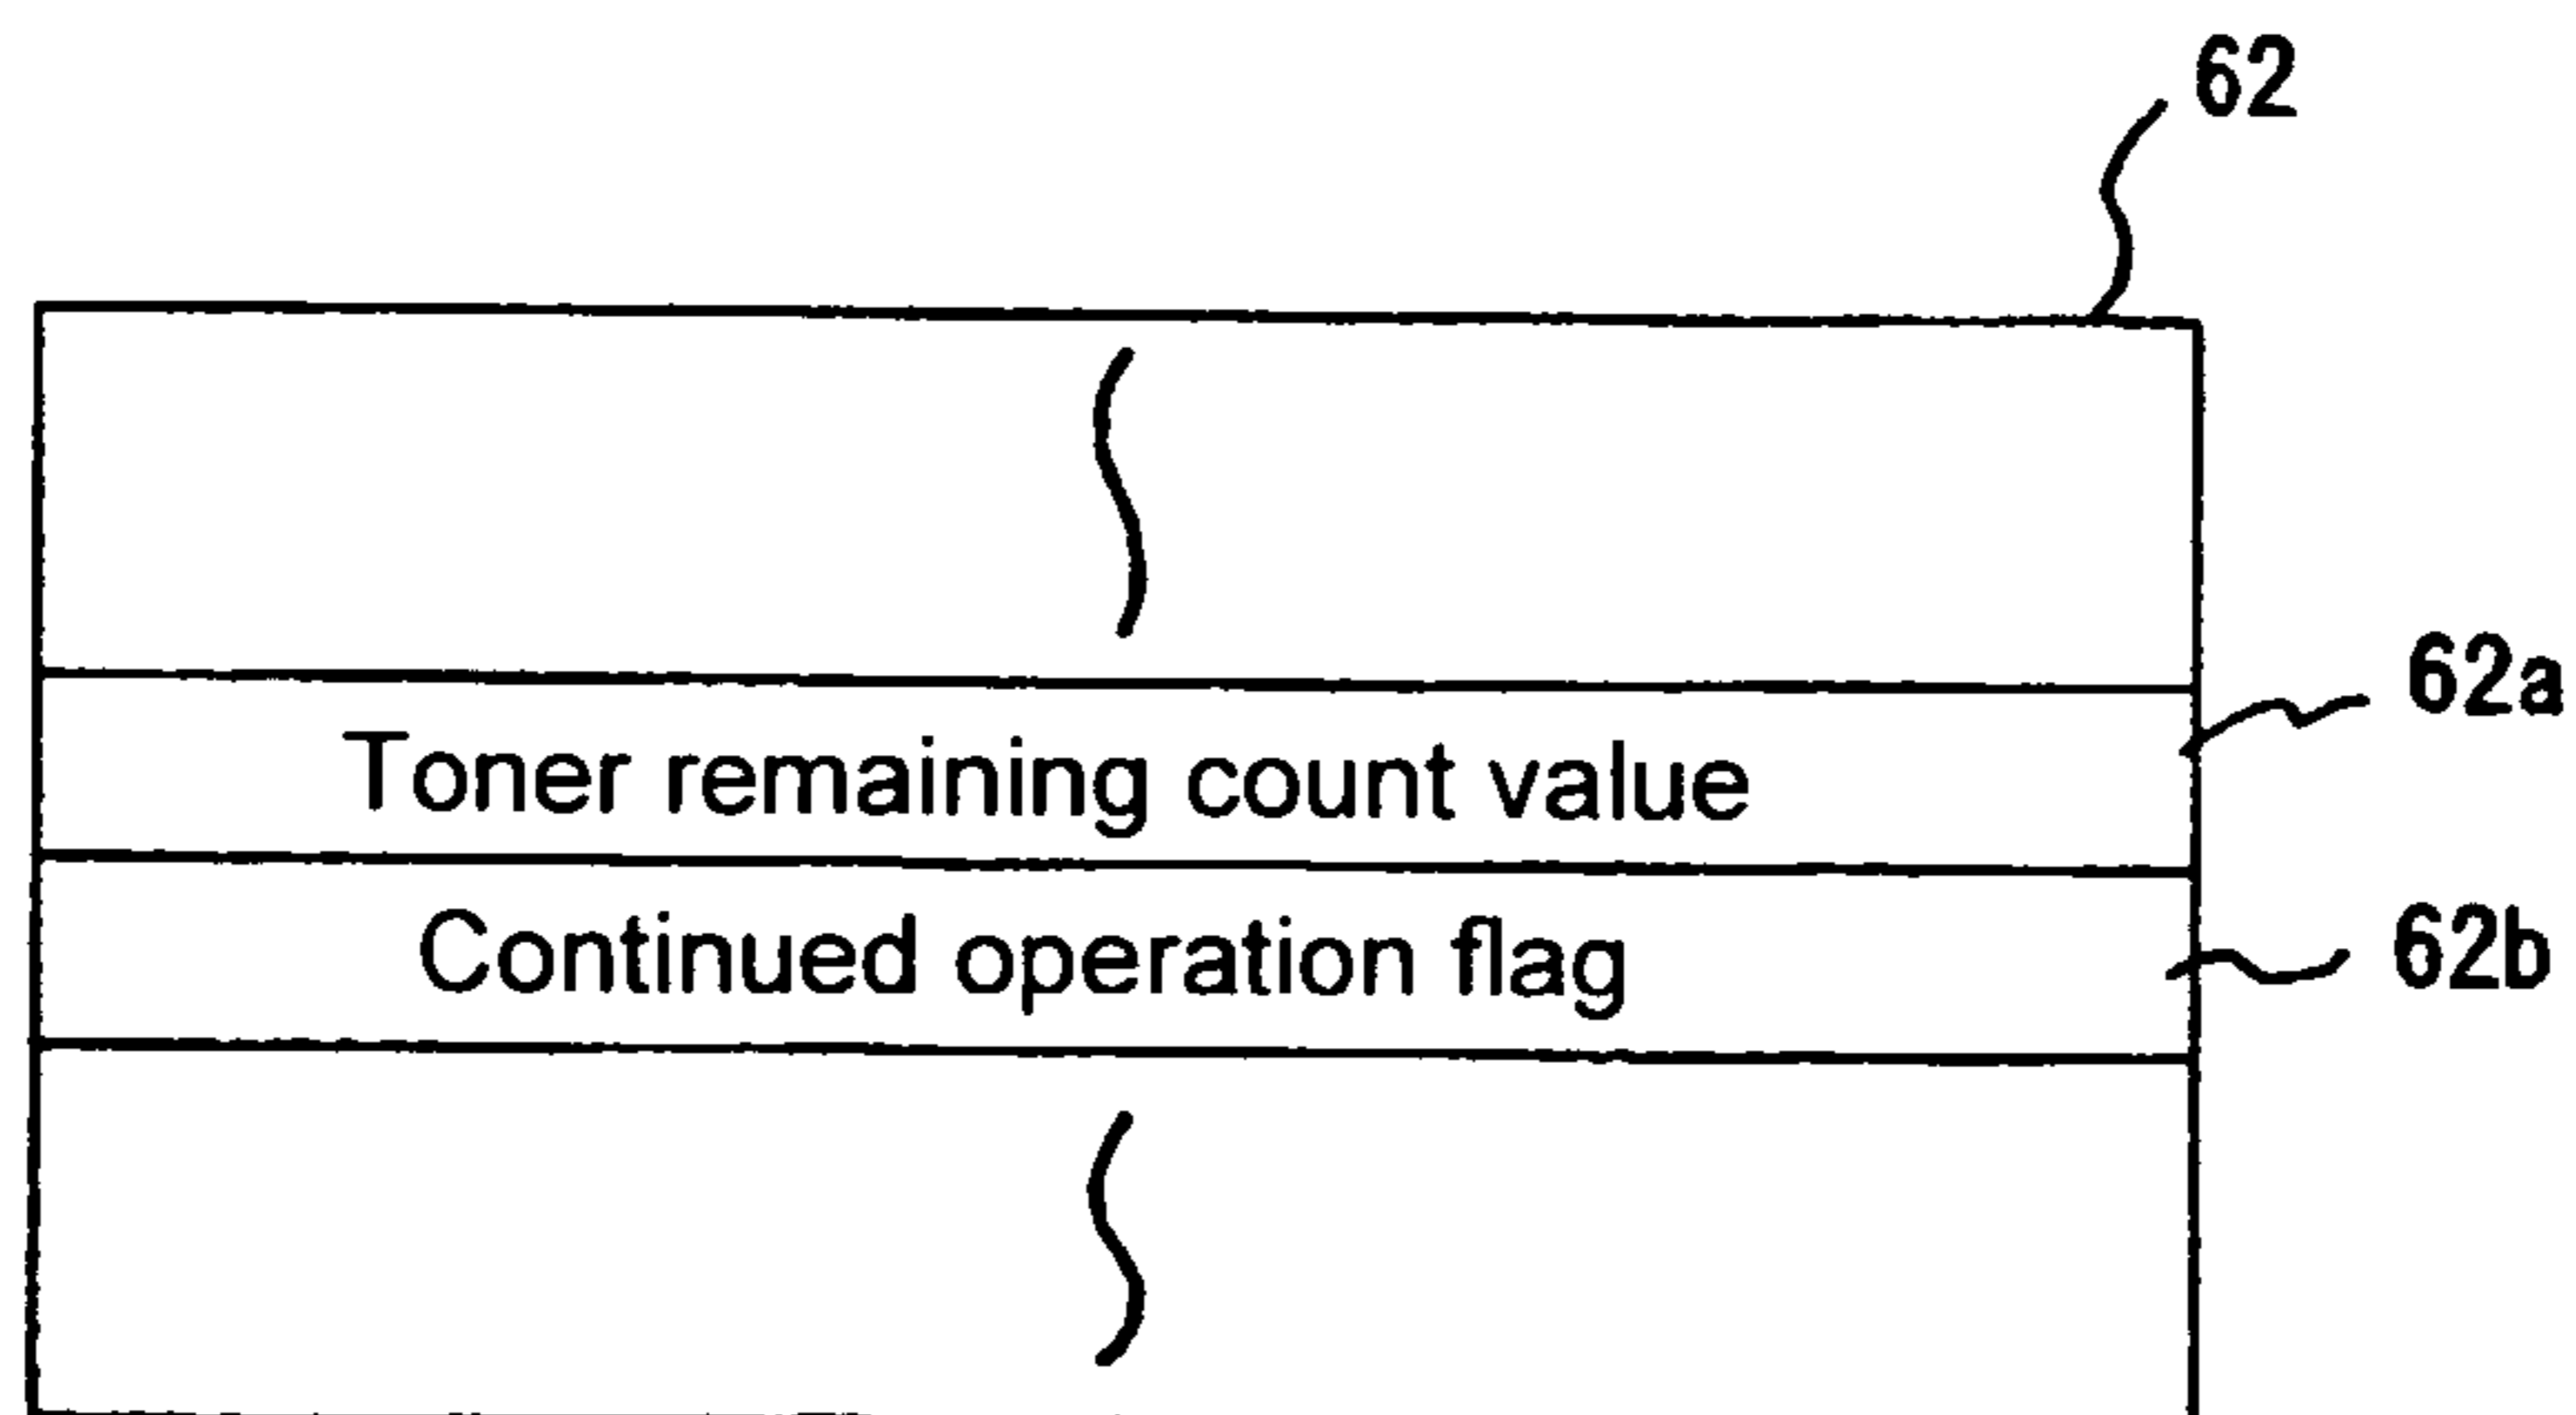 62
62a
Toner remaining count value
Continued operation flag
62b